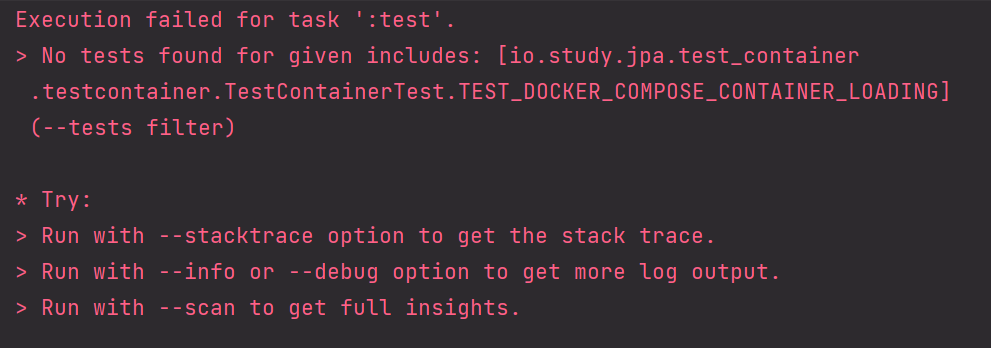 Execution failed for task ':test'.
> No tests found for given includes: [io.study.jpa.test_container
.testcontainer.TestContainerTest.TEST_DOCKER_COMPOSE_CONTAINER_LOADING]
(--tests filter)
* Try:
> Run with --stacktrace option to get the stack trace.
> Run with --info or --debug option to get more log output.
> Run with --scan to get full insights.